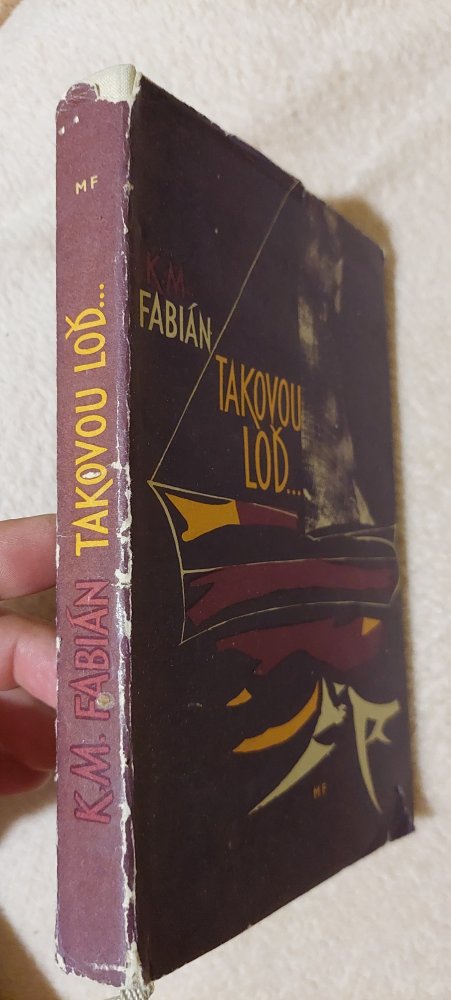 MF
K.M. FABIÁN TAKOVOU LOĎ...
K.M.
FABIÁN
TAKOVOU
LOĎ...
MF